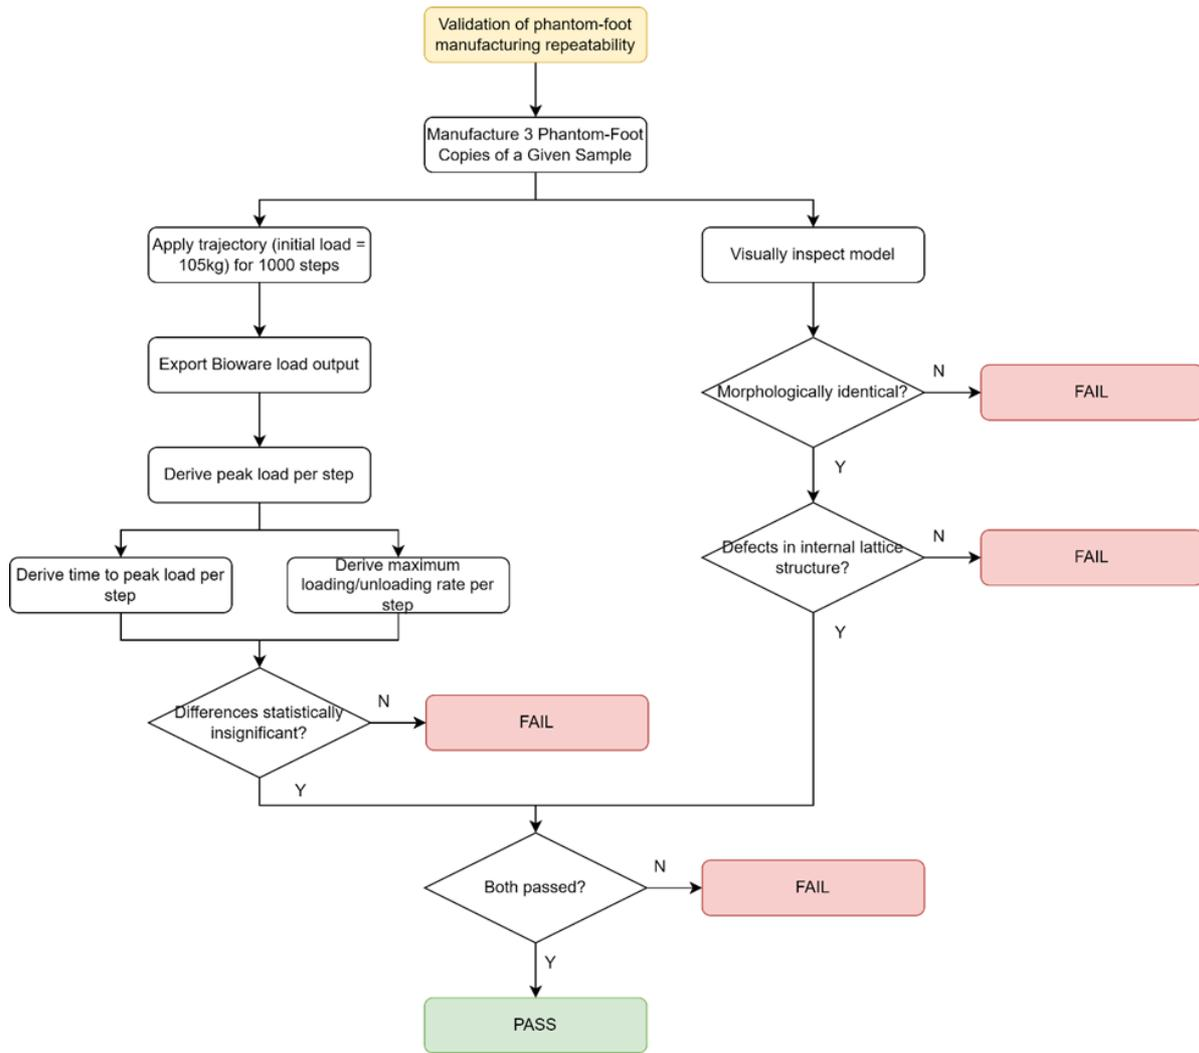 Validation of phantom-foot
manufacturing repeatability
Manufacture 3 Phantom-Foot
Copies of a Given Sample
Apply trajectory (initial load =
105kg) for 1000 steps
Visually inspect model
Export Bioware load output
Morphologically identical?
N
FAIL
Y
Derive peak load per step
Defects in internal lattice
structure?
N
FAIL
Y
Derive time to peak load per
step
Derive maximum
loading/unloading rate per
step
Differences statistically
insignificant?
N
FAIL
Y
Both passed?
N
FAIL
Y
PASS